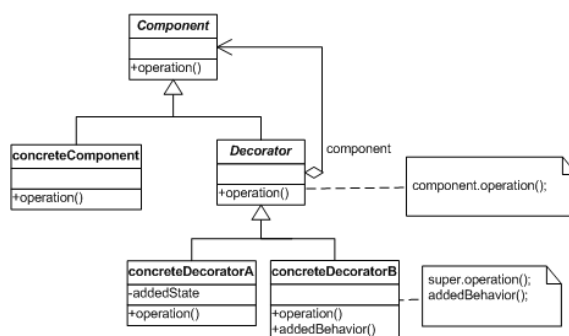 Component
+operation()
concreteComponent
+operation()
Decorator
+operation()
component
component.operation();
concreteDecoratorA
-addedState
+operation()
concreteDecoratorB
+operation()
+addedBehavior()
super.operation();
addedBehavior();